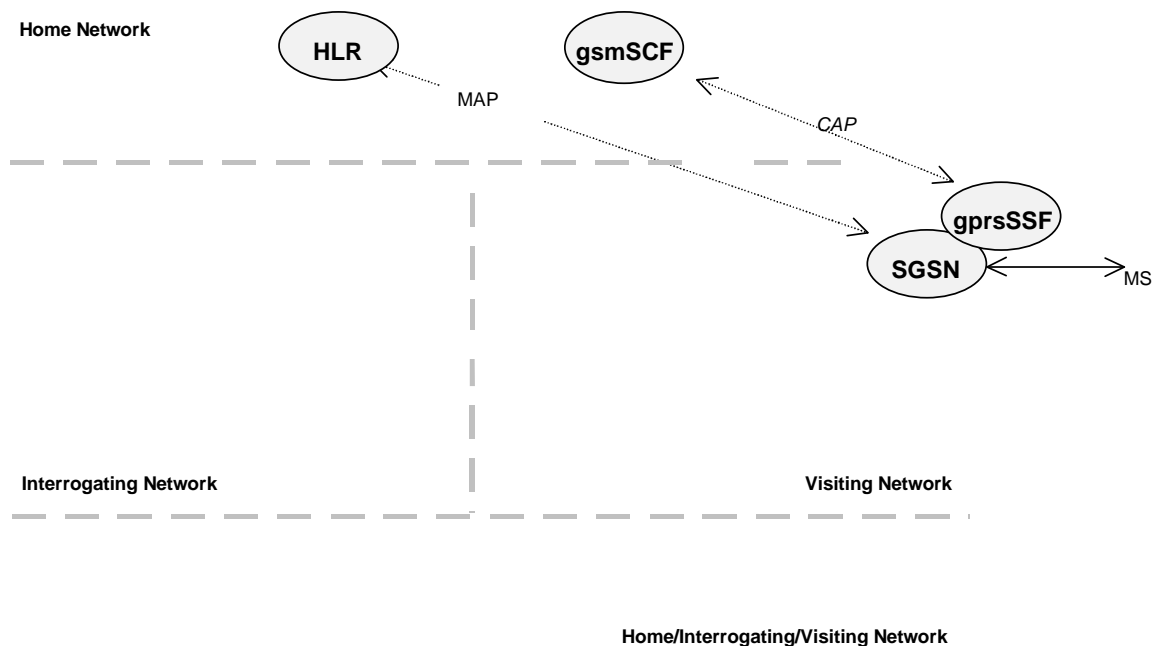 Home Network
HLR
gsmSCF
MAP
CAP
gprsSSF
SGSN
MS
Interrogating Network
Visiting Network
Home/Interrogating/Visiting Network